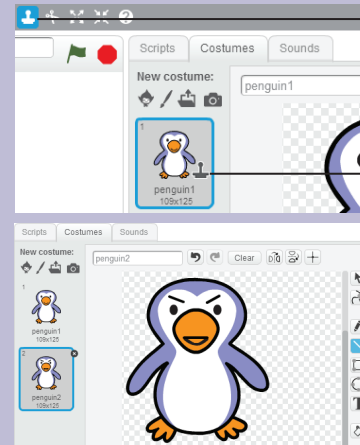 Scripts Costumes Sounds
New costume:
penguin1
1
penguin1
109x125
Scripts Costumes Sounds
New costume:
penguin2
Clear
1
penguin1
109x125
2
penguin2
109x125
T